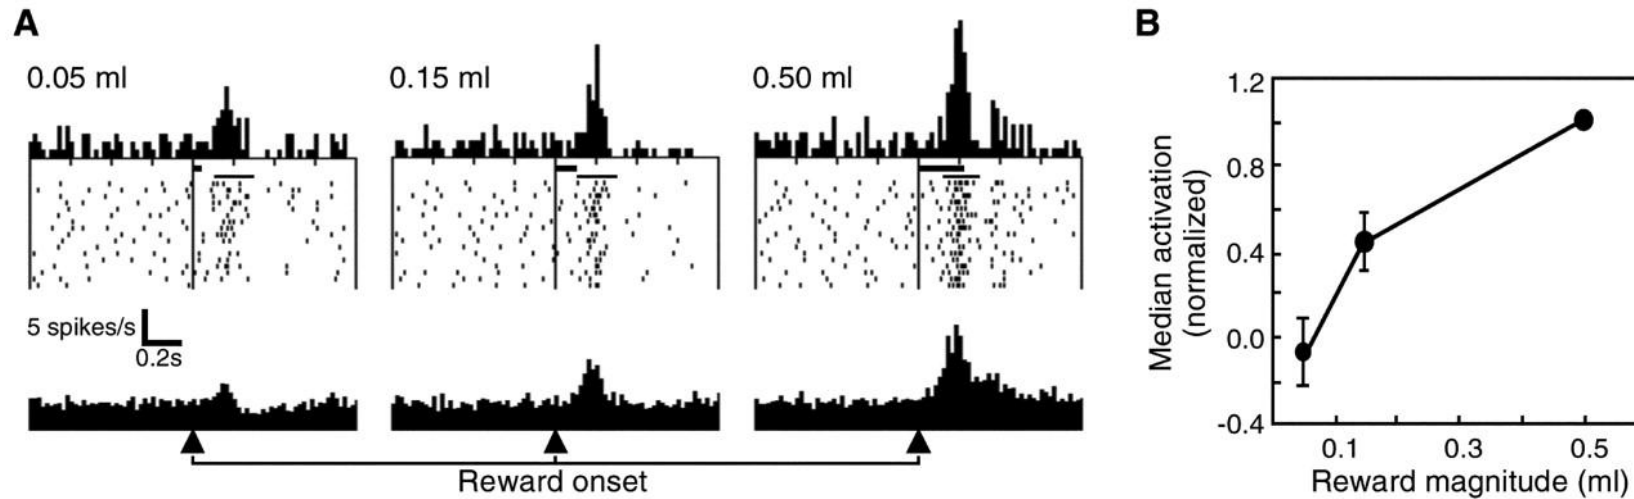 A
0.05 ml
0.15 ml
0.50 ml
5 spikes/s
0.2s
Reward onset
B
Median activation
(normalized)
1.2
0.8
0.4
0.0
-0.4
0.1
0.3
0.5
Reward magnitude (ml)